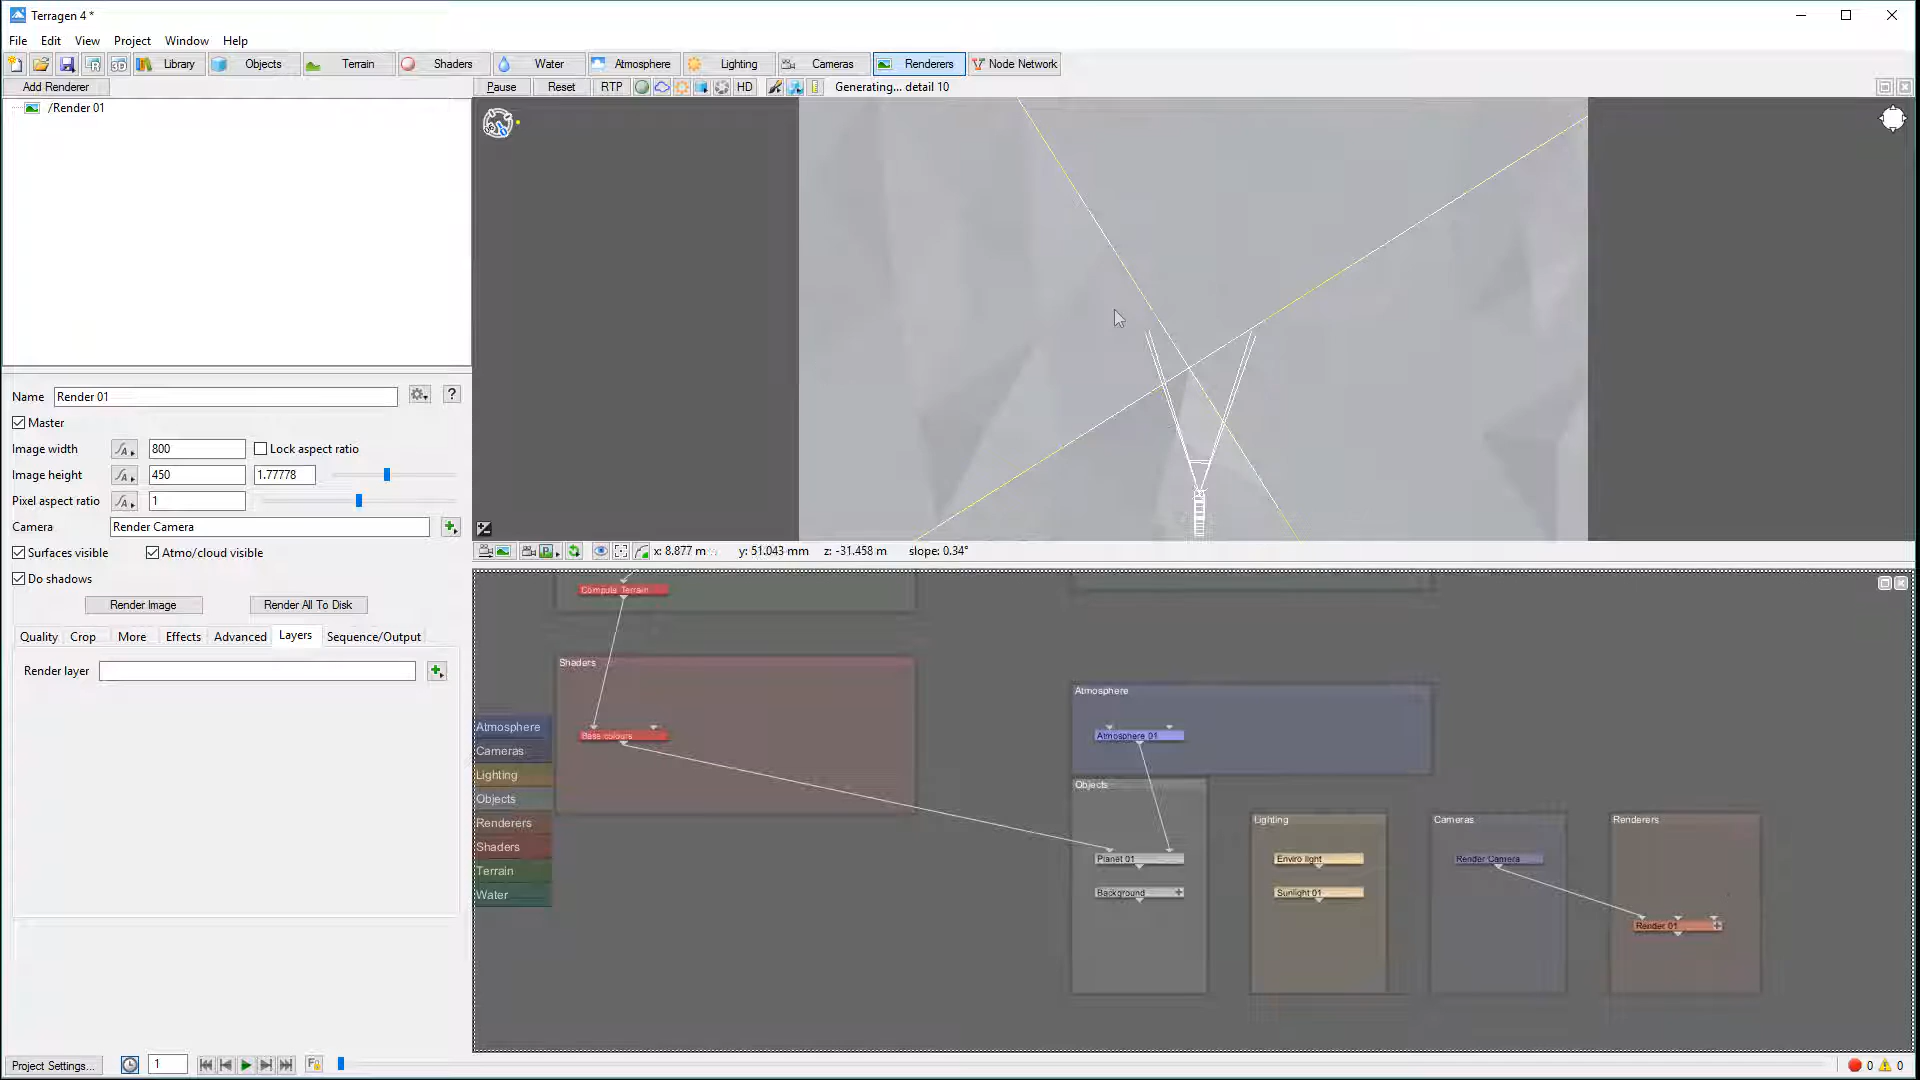 Terragen 4 *
File Edit View Project Window Help
Library Objects Terrain Shaders Water Atmosphere Lighting Cameras Renderers Node Network
Add Renderer
Pause Reset RTP HD Generating... detail 10
/Render 01
Name Render 01 ?
Master
Image width 800 Lock aspect ratio
Image height 450 1.77778
Pixel aspect ratio 1
Camera Render Camera
Surfaces visible Atmo/cloud visible
Do shadows
Render Image Render All To Disk
Quality Crop More Effects Advanced Layers Sequence/Output
Render layer
x: 8.877 m y: 51.043 mm z: -31.458 m slope: 0.34°
Compute Terrain
Shaders
Base colours
Atmosphere
Atmosphere 01
Objects
Planet 01
Background
Lighting
Enviro light
Sunlight 01
Cameras
Render Camera
Renderers
Render 01
Atmosphere
Cameras
Lighting
Objects
Renderers
Shaders
Terrain
Water
Project Settings... 1 0 0